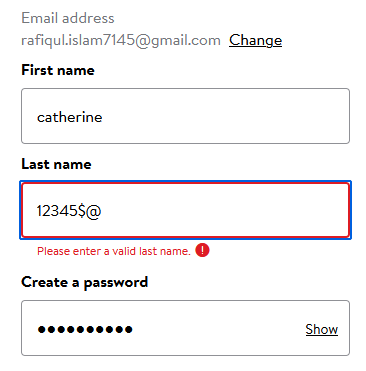 Email address
rafiqul.islam7145@gmail.com Change
First name
catherine
Last name
12345$@
Please enter a valid last name.
Create a password
●●●●●●●●●● Show